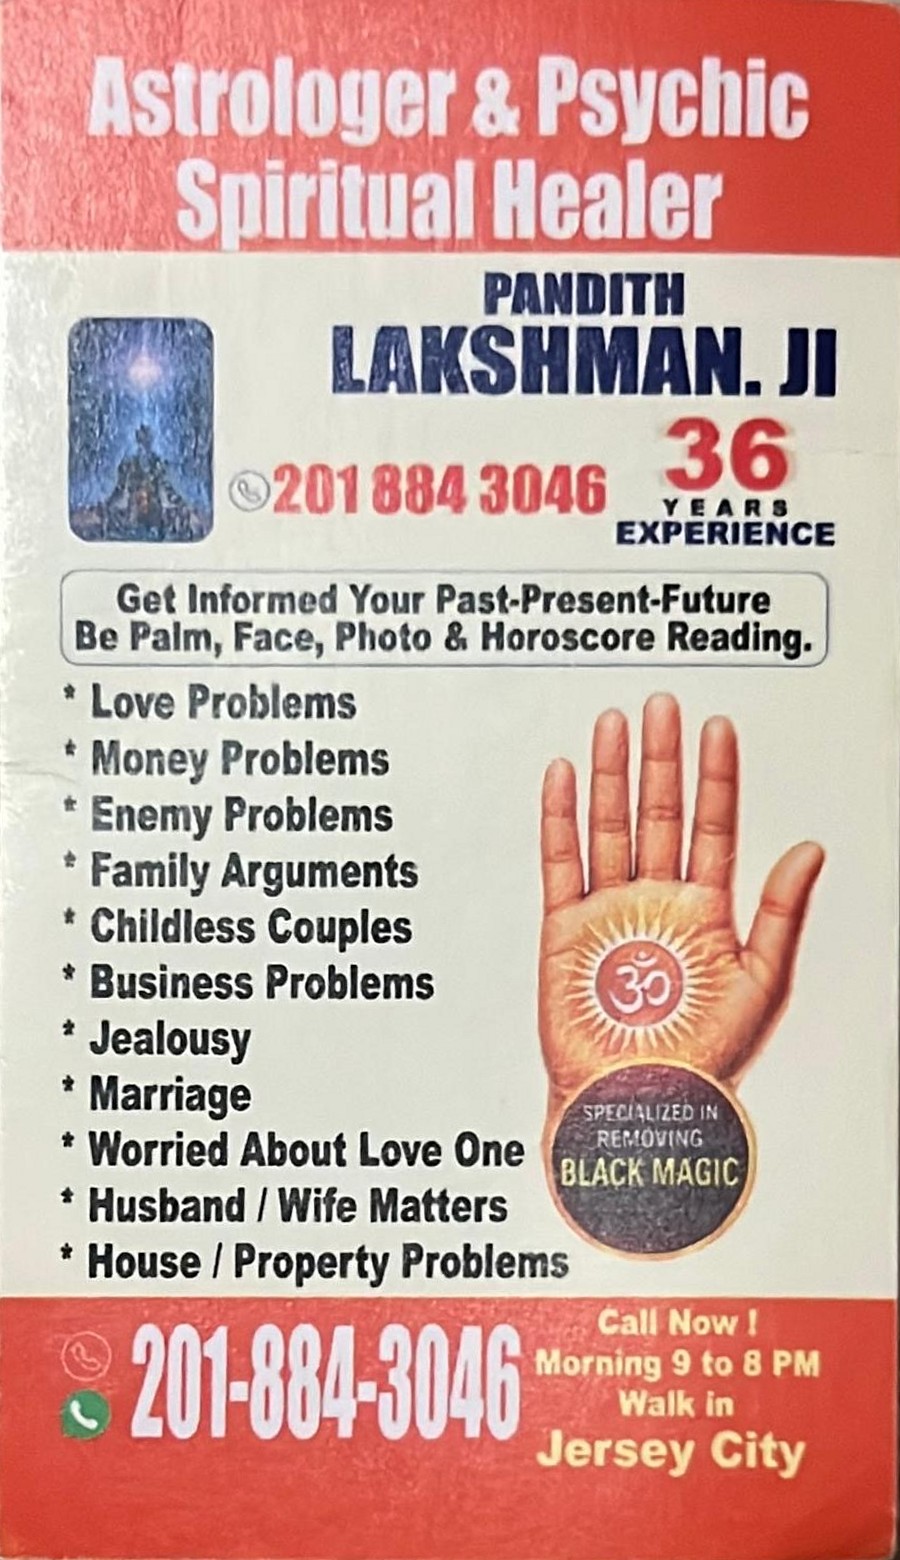 Astrologer & Psychic
Spiritual Healer
PANDITH
LAKSHMAN. JI
201 884 3046
36
YEARS
EXPERIENCE
Get Informed Your Past-Present-Future
Be Palm, Face, Photo & Horoscore Reading.
* Love Problems
* Money Problems
* Enemy Problems
* Family Arguments
* Childless Couples
* Business Problems
* Jealousy
* Marriage
* Worried About Love One
* Husband / Wife Matters
* House / Property Problems
ॐ
SPECIALIZED IN
REMOVING
BLACK MAGIC
201-884-3046
Call Now !
Morning 9 to 8 PM
Walk in
Jersey City